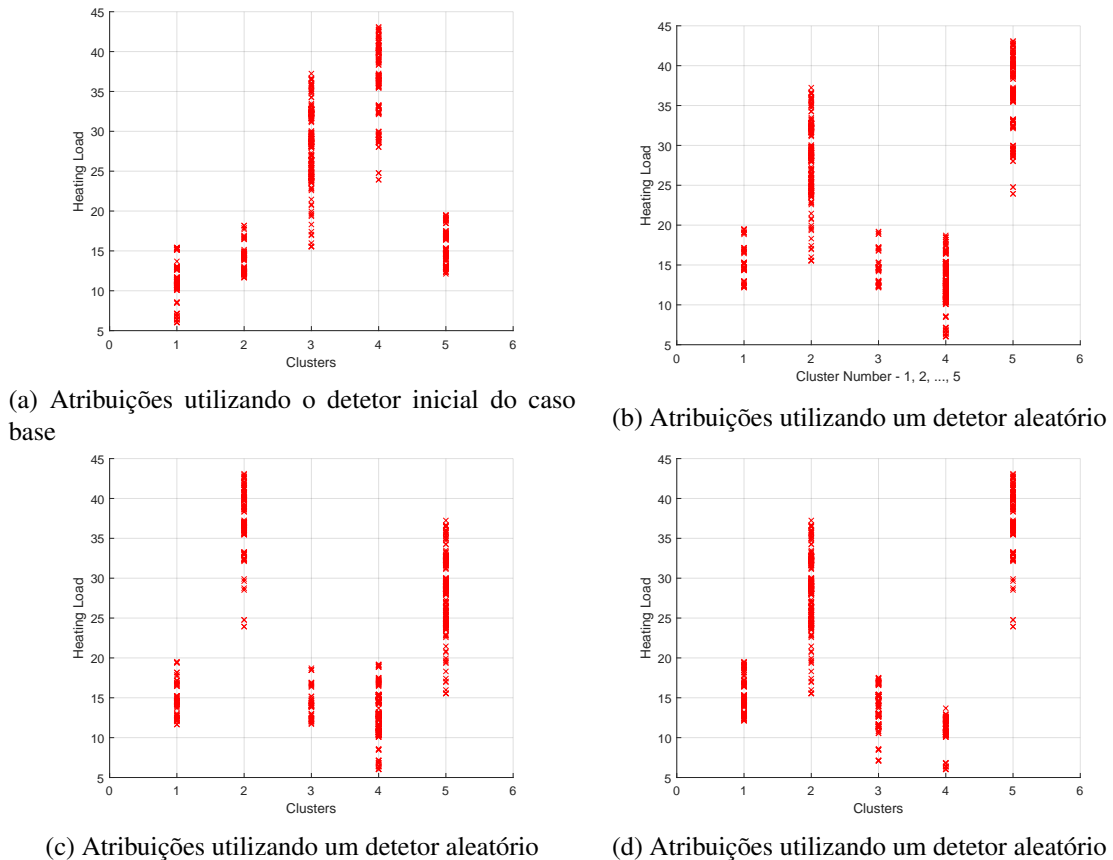 45
40
35
30
25
20
15
10
5
Heating Load
0 1 2 3 4 5 6
Clusters
(a) Atribuições utilizando o detetor inicial do caso
base
45
40
35
30
25
20
15
10
5
Heating Load
0 1 2 3 4 5 6
Cluster Number - 1, 2, ..., 5
(b) Atribuições utilizando um detetor aleatório
45
40
35
30
25
20
15
10
5
Heating Load
0 1 2 3 4 5 6
Clusters
(c) Atribuições utilizando um detetor aleatório
45
40
35
30
25
20
15
10
5
Heating Load
0 1 2 3 4 5 6
Clusters
(d) Atribuições utilizando um detetor aleatório